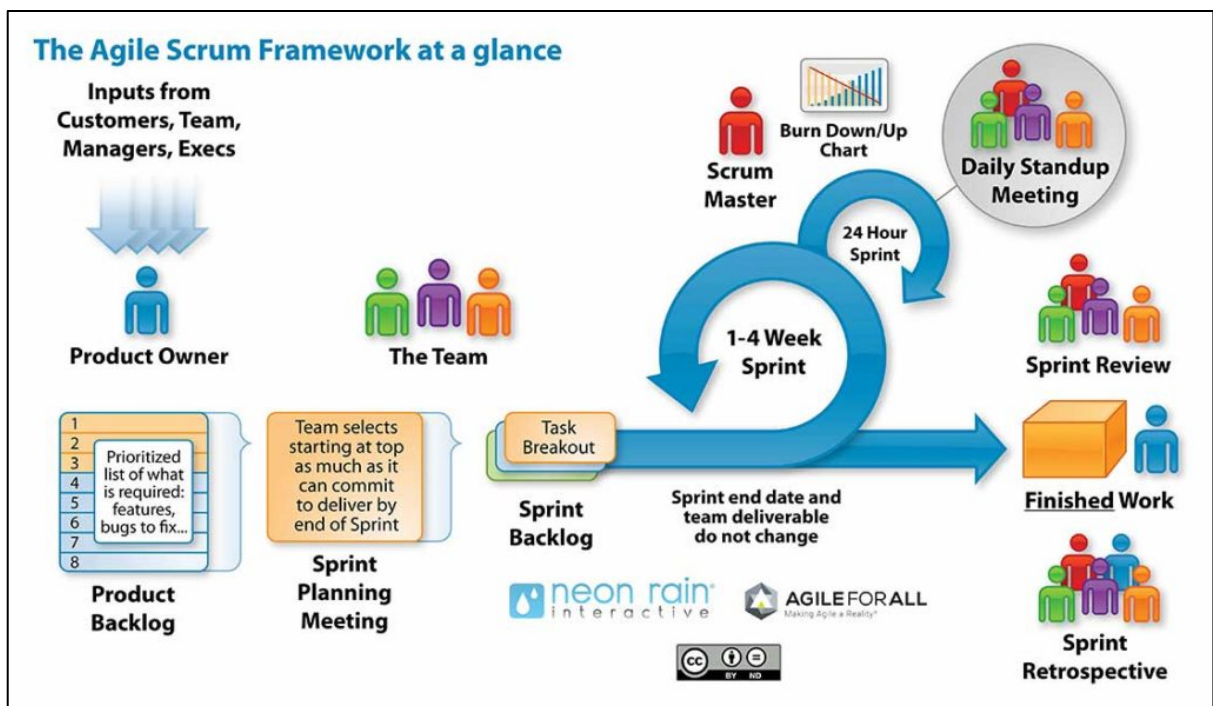 The Agile Scrum Framework at a glance
Inputs from
Customers, Team,
Managers, Execs
Product Owner
The Team
Scrum
Master
Burn Down/Up
Chart
Daily Standup
Meeting
24 Hour
Sprint
1-4 Week
Sprint
Sprint Review
1
2
3
4
5
6
7
8
Prioritized
list of what
is required:
features,
bugs to fix...
Product
Backlog
Team selects
starting at top
as much as it
can commit
to deliver by
end of Sprint
Sprint
Planning
Meeting
Task
Breakout
Sprint
Backlog
Sprint end date and
team deliverable
do not change
Finished Work
Sprint
Retrospective
neon rain®
interactive
AGILEFORALL
Making Agile a Reality®
cc
BY ND